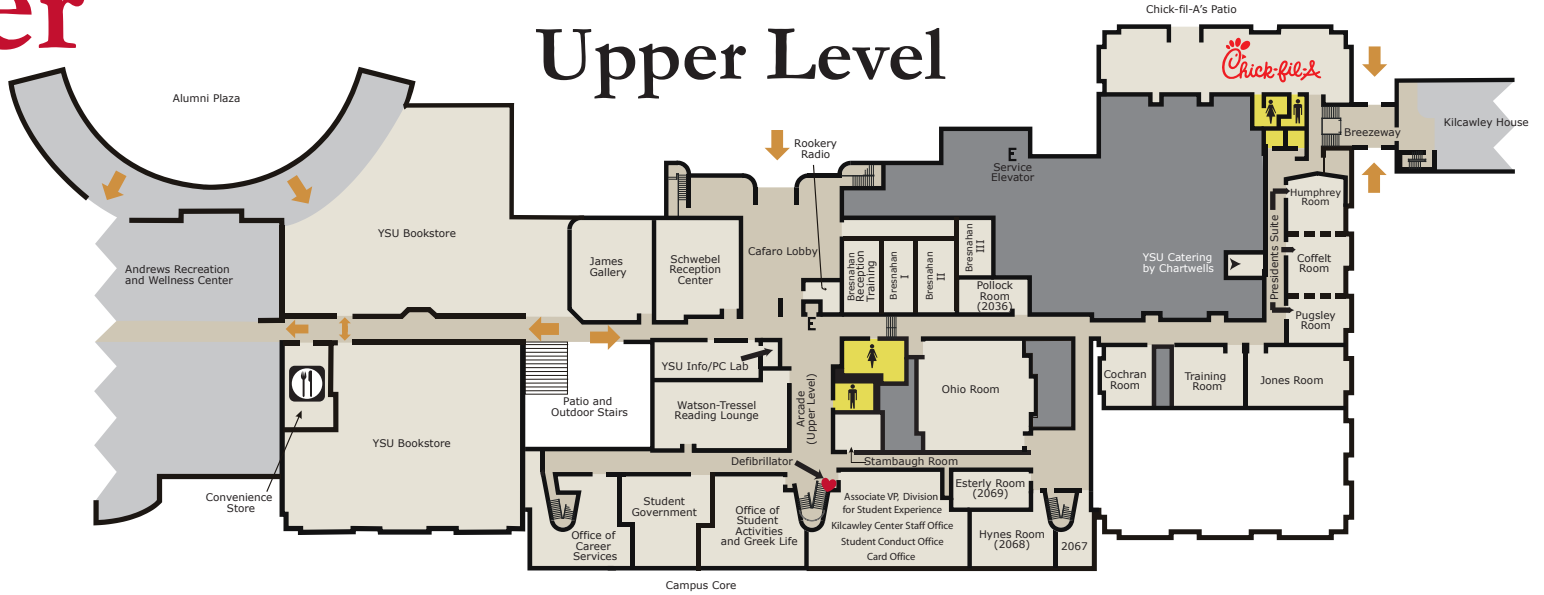 er
Upper Level
Chick-fil-A's Patio
Chick-fil-A
Alumni Plaza
Kilcawley House
Breezeway
Rookery
Radio
E
Service
Elevator
Humphrey
Room
YSU Bookstore
Cafaro Lobby
James
Gallery
Schwebel
Reception
Center
Bresnahan
Reception
Training
Bresnahan
I
Bresnahan
II
Bresnahan
III
Pollock
Room
(2036)
YSU Catering
by Chartwells
Presidents Suite
Coffelt
Room
Pugsley
Room
Andrews Recreation
and Wellness Center
E
YSU Info/PC Lab
Arcade
(Upper Level)
Ohio Room
Cochran
Room
Training
Room
Jones Room
Patio and
Outdoor Stairs
Watson-Tressel
Reading Lounge
YSU Bookstore
Defibrillator
Stambaugh Room
Convenience
Store
Student
Government
Office of
Student
Activities
and Greek Life
Associate VP, Division
for Student Experience
Kilcawley Center Staff Office
Student Conduct Office
Card Office
Esterly Room
(2069)
Office of
Career
Services
Hynes Room
(2068)
2067
Campus Core